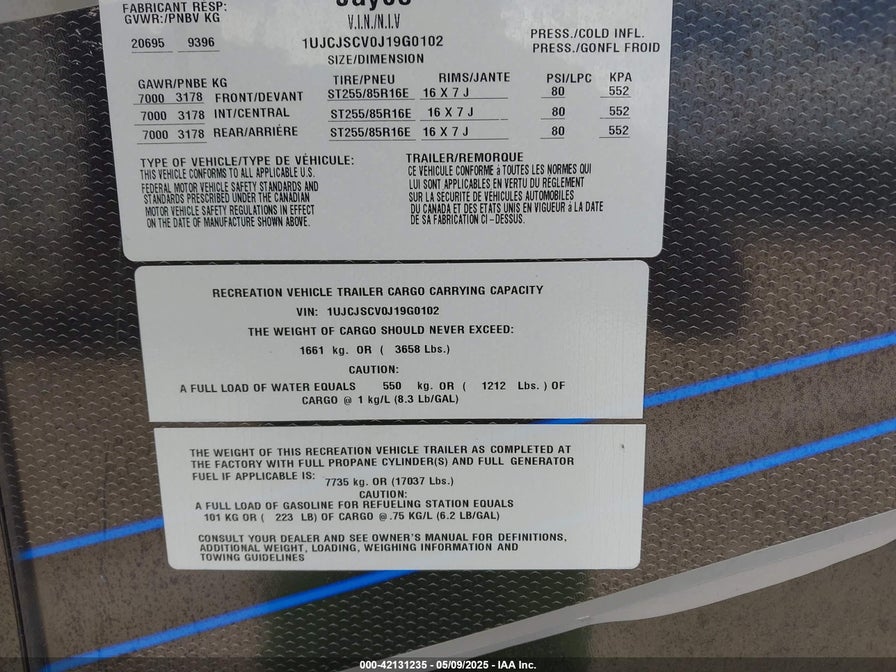 FABRICANT RESP:
GVWR:/PNBV KG
20695 9396
Jayco
V.I.N./N.I.V
1UJCJSCV0J19G0102
SIZE/DIMENSION
PRESS./COLD INFL.
PRESS./GONFL FROID
GAWR/PNBE KG TIRE/PNEU RIMS/JANTE PSI/LPC KPA
7000 3178 FRONT/DEVANT ST255/85R16E 16 X 7 J 80 552
7000 3178 INT/CENTRAL ST255/85R16E 16 X 7 J 80 552
7000 3178 REAR/ARRIÈRE ST255/85R16E 16 X 7 J 80 552
TYPE OF VEHICLE/TYPE DE VÉHICULE: TRAILER/REMORQUE
THIS VEHICLE CONFORMS TO ALL APPLICABLE U.S.
FEDERAL MOTOR VEHICLE SAFETY STANDARDS AND
STANDARDS PRESCRIBED UNDER THE CANADIAN
MOTOR VEHICLE SAFETY REGULATIONS IN EFFECT
ON THE DATE OF MANUFACTURE SHOWN ABOVE.
CE VEHICULE CONFORME à TOUTES LES NORMES QUI
LUI SONT APPLICABLES EN VERTU DU RÈGLEMENT
SUR LA SECURITE DE VÉHICULES AUTOMOBILES
DU CANADA ET DES ETATS UNIS EN VIGUEUR à LA DATE
DE SA FABRICATION CI - DESSUS.
RECREATION VEHICLE TRAILER CARGO CARRYING CAPACITY
VIN: 1UJCJSCV0J19G0102
THE WEIGHT OF CARGO SHOULD NEVER EXCEED:
1661 kg. OR ( 3658 Lbs.)
CAUTION:
A FULL LOAD OF WATER EQUALS 550 kg. OR ( 1212 Lbs. ) OF
CARGO @ 1 kg/L (8.3 Lb/GAL)
THE WEIGHT OF THIS RECREATION VEHICLE TRAILER AS COMPLETED AT
THE FACTORY WITH FULL PROPANE CYLINDER(S) AND FULL GENERATOR
FUEL IF APPLICABLE IS: 7735 kg. OR (17037 Lbs.)
CAUTION:
A FULL LOAD OF GASOLINE FOR REFUELING STATION EQUALS
101 KG OR ( 223 LB) OF CARGO @ .75 KG/L (6.2 LB/GAL)
CONSULT YOUR DEALER AND SEE OWNER'S MANUAL FOR DEFINITIONS,
ADDITIONAL WEIGHT, LOADING, WEIGHING INFORMATION AND
TOWING GUIDELINES
000-42131235 - 05/09/2025 - IAA Inc.